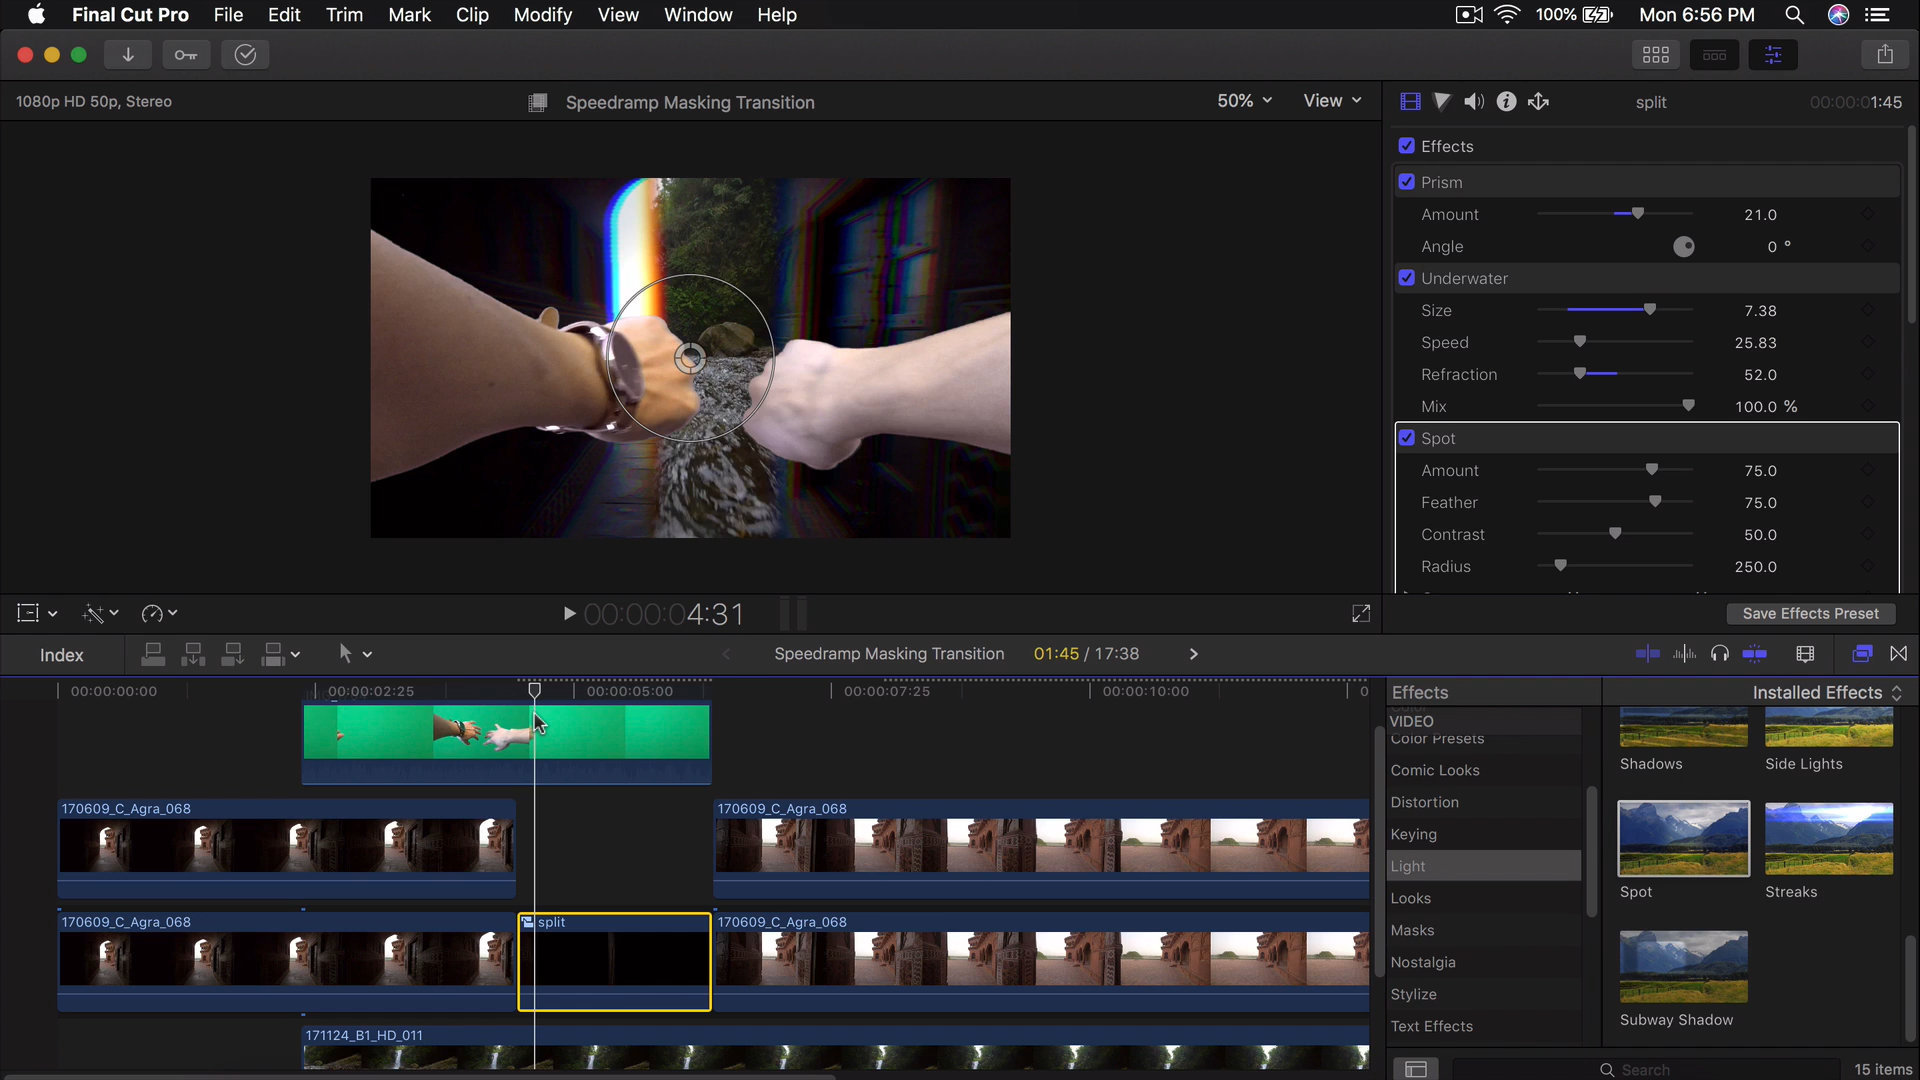 Final Cut Pro File Edit Trim Mark Clip Modify View Window Help 100% Mon 6:56 PM
1080p HD 50p, Stereo Speedramp Masking Transition 50% View split 00:00:01:45
Effects
Prism
Amount 21.0
Angle 0 °
Underwater
Size 7.38
Speed 25.83
Refraction 52.0
Mix 100.0 %
Spot
Amount 75.0
Feather 75.0
Contrast 50.0
Radius 250.0
00:00:04:31 Save Effects Preset
Index Speedramp Masking Transition 01:45 / 17:38
00:00:00:00 00:00:02:25 00:00:05:00 00:00:07:25 00:00:10:00 0
Effects Installed Effects
VIDEO
Color Presets
Comic Looks
Distortion
Keying
Light
Looks
Masks
Nostalgia
Stylize
Text Effects
Shadows Side Lights
Spot Streaks
Subway Shadow
170609_C_Agra_068 170609_C_Agra_068
170609_C_Agra_068 split 170609_C_Agra_068
171124_B1_HD_011
Search 15 items